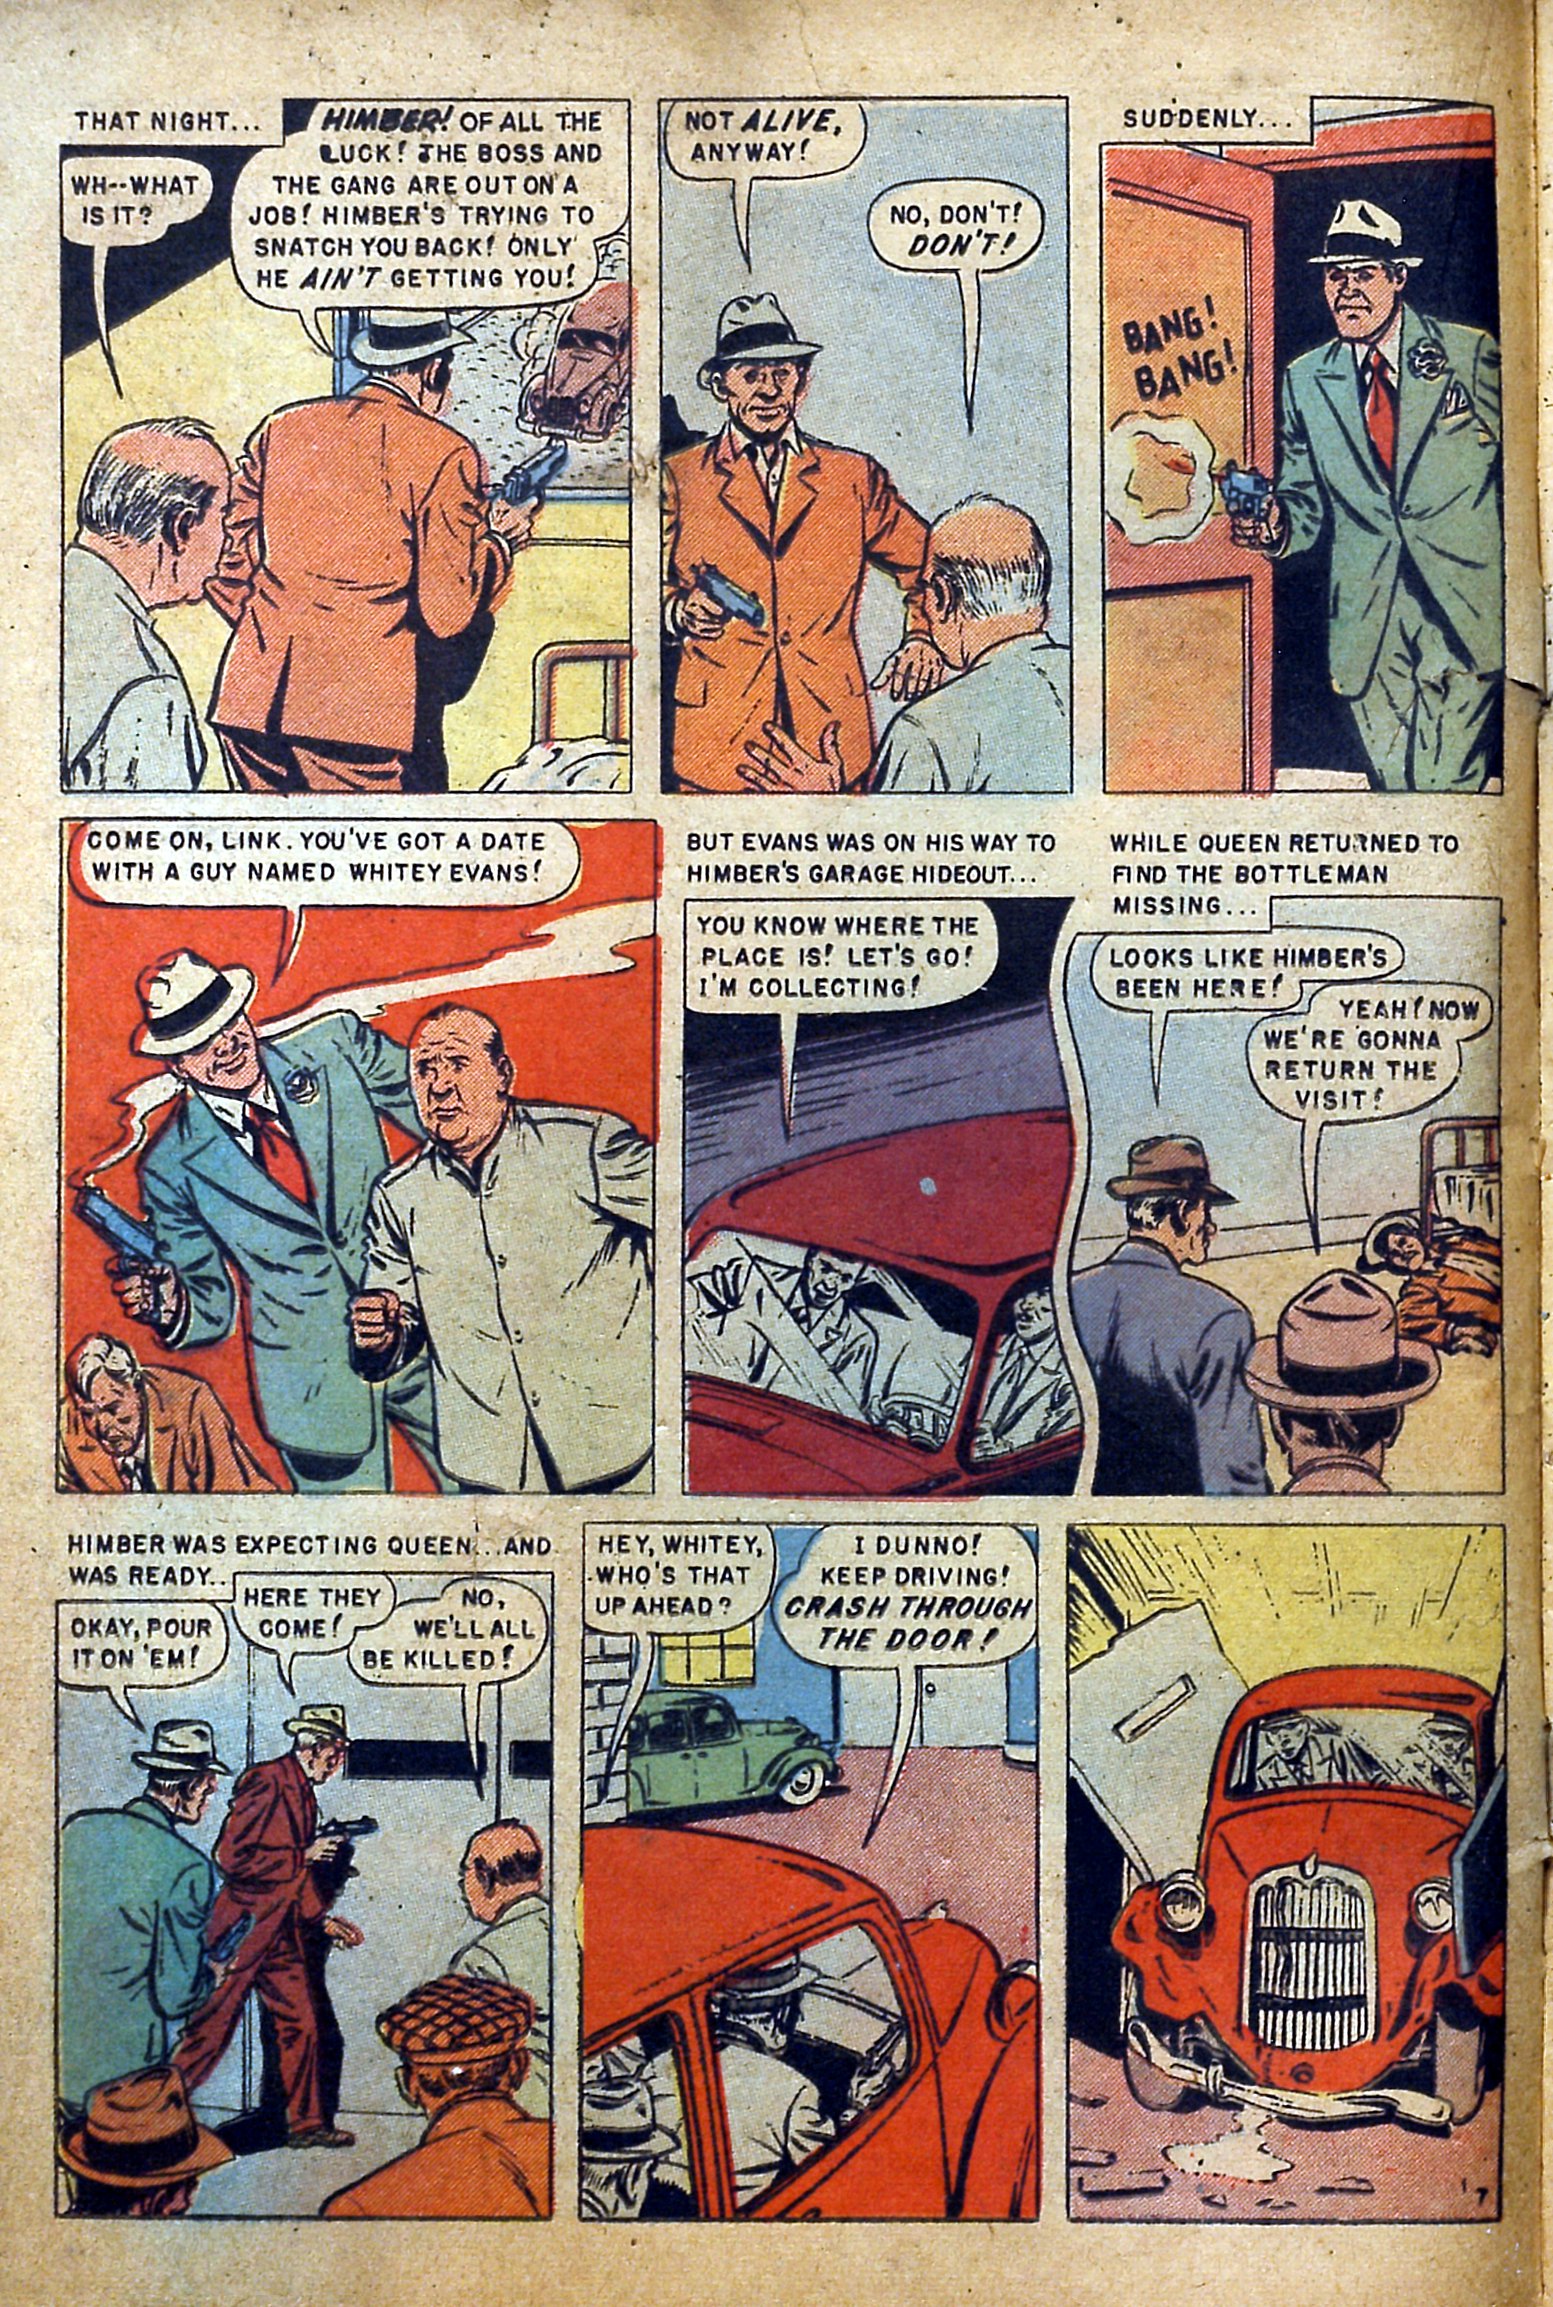 THAT NIGHT...
WH--WHAT
IS IT?
HIMBER! OF ALL THE
LUCK! THE BOSS AND
THE GANG ARE OUT ON A
JOB! HIMBER'S TRYING TO
SNATCH YOU BACK! ONLY
HE AIN'T GETTING YOU!
NOT ALIVE,
ANYWAY!
NO, DON'T!
DON'T!
SUDDENLY...
BANG!
BANG!
COME ON, LINK. YOU'VE GOT A DATE
WITH A GUY NAMED WHITEY EVANS!
BUT EVANS WAS ON HIS WAY TO
HIMBER'S GARAGE HIDEOUT...
YOU KNOW WHERE THE
PLACE IS! LET'S GO!
I'M COLLECTING!
WHILE QUEEN RETURNED TO
FIND THE BOTTLEMAN
MISSING...
LOOKS LIKE HIMBER'S
BEEN HERE!
YEAH! NOW
WE'RE GONNA
RETURN THE
VISIT!
HIMBER WAS EXPECTING QUEEN...AND
WAS READY...
OKAY, POUR
IT ON 'EM!
HERE THEY
COME!
NO,
WE'LL ALL
BE KILLED!
HEY, WHITEY,
WHO'S THAT
UP AHEAD?
I DUNNO!
KEEP DRIVING!
CRASH THROUGH
THE DOOR!
7